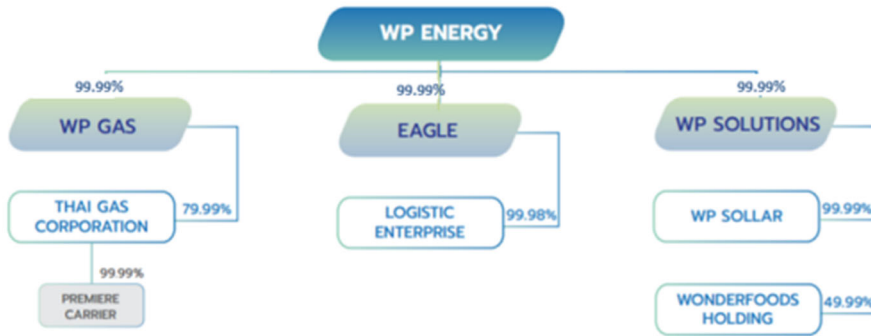 WP ENERGY
99.99%
99.99%
99.99%
WP GAS
EAGLE
WP SOLUTIONS
THAI GAS
CORPORATION
79.99%
LOGISTIC
ENTERPRISE
99.98%
WP SOLLAR
99.99%
99.99%
PREMIERE
CARRIER
WONDERFOODS
HOLDING
49.99%